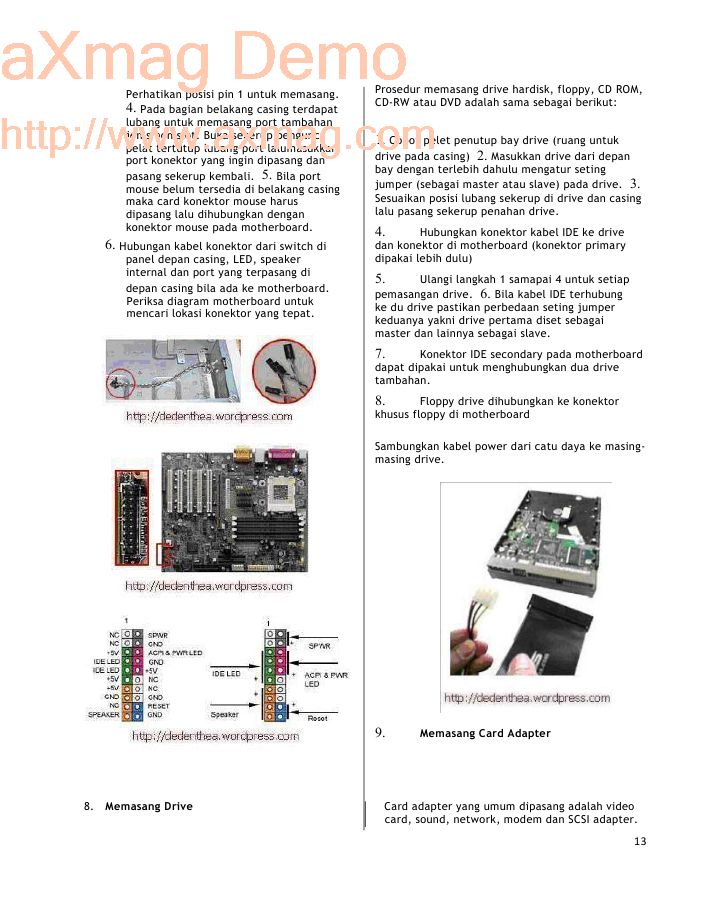 aXmag Demo
http://www.axmag.com
Perhatikan posisi pin 1 untuk memasang.
4. Pada bagian belakang casing terdapat
lubang untuk memasang port tambahan
pelat tertutup lubang port
port konektor yang ingin dipasang dan
pasang sekerup kembali. 5. Bila port
mouse belum tersedia di belakang casing
maka card konektor mouse harus
dipasang lalu dihubungkan dengan
konektor mouse pada motherboard.
6. Hubungan kabel konektor dari switch di
panel depan casing, LED, speaker
internal dan port yang terpasang di
depan casing bila ada ke motherboard.
Periksa diagram motherboard untuk
mencari lokasi konektor yang tepat.
http://dedenthea.wordpress.com
http://dedenthea.wordpress.com
1
NC SPWR
NC GND
+5V ACPI & PWR LED
IDE LED GND
IDE LED +5V
+5V NC
+5V NC
GND GND
NC RESET
SPEAKER GND
1
+ SPWR
IDE LED
+ ACPI & PWR
LED
+
Speaker
+ Reset
http://dedenthea.wordpress.com
8. Memasang Drive
Prosedur memasang drive hardisk, floppy, CD ROM,
CD-RW atau DVD adalah sama sebagai berikut:
pelet penutup bay drive (ruang untuk
drive pada casing) 2. Masukkan drive dari depan
bay dengan terlebih dahulu mengatur seting
jumper (sebagai master atau slave) pada drive. 3.
Sesuaikan posisi lubang sekerup di drive dan casing
lalu pasang sekerup penahan drive.
4. Hubungkan konektor kabel IDE ke drive
dan konektor di motherboard (konektor primary
dipakai lebih dulu)
5. Ulangi langkah 1 samapai 4 untuk setiap
pemasangan drive. 6. Bila kabel IDE terhubung
ke du drive pastikan perbedaan seting jumper
keduanya yakni drive pertama diset sebagai
master dan lainnya sebagai slave.
7. Konektor IDE secondary pada motherboard
dapat dipakai untuk menghubungkan dua drive
tambahan.
8. Floppy drive dihubungkan ke konektor
khusus floppy di motherboard
Sambungkan kabel power dari catu daya ke masing-
masing drive.
http://dedenthea.wordpress.com
9. Memasang Card Adapter
Card adapter yang umum dipasang adalah video
card, sound, network, modem dan SCSI adapter.
13